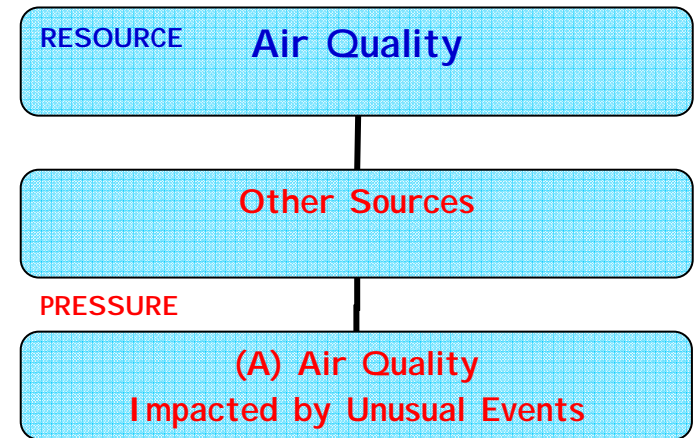 RESOURCE Air Quality
Other Sources
PRESSURE
(A) Air Quality
Impacted by Unusual Events